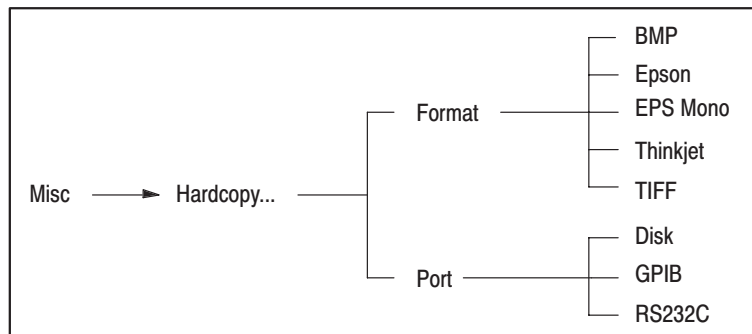 BMP
Epson
Format
EPS Mono
Thinkjet
Misc
Hardcopy...
TIFF
Disk
Port
GPIB
RS232C